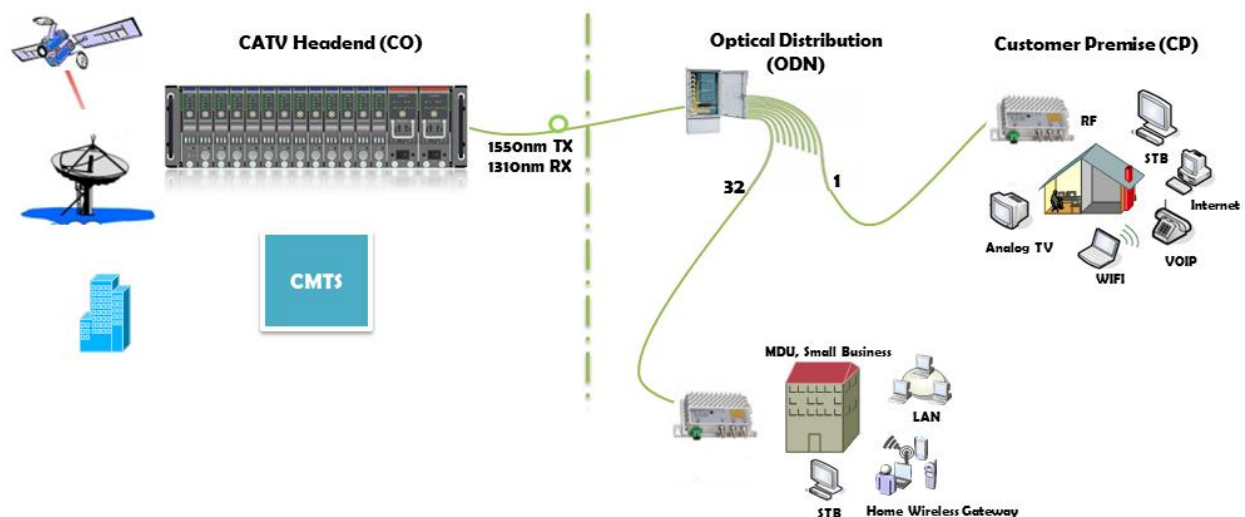 CATV Headend (CO)
Optical Distribution
(ODN)
Customer Premise (CP)
1550nm TX
1310nm RX
CMTS
32
1
RF
STB
Internet
Analog TV
WIFI
VOIP
MDU, Small Business
LAN
STB
Home Wireless Gateway